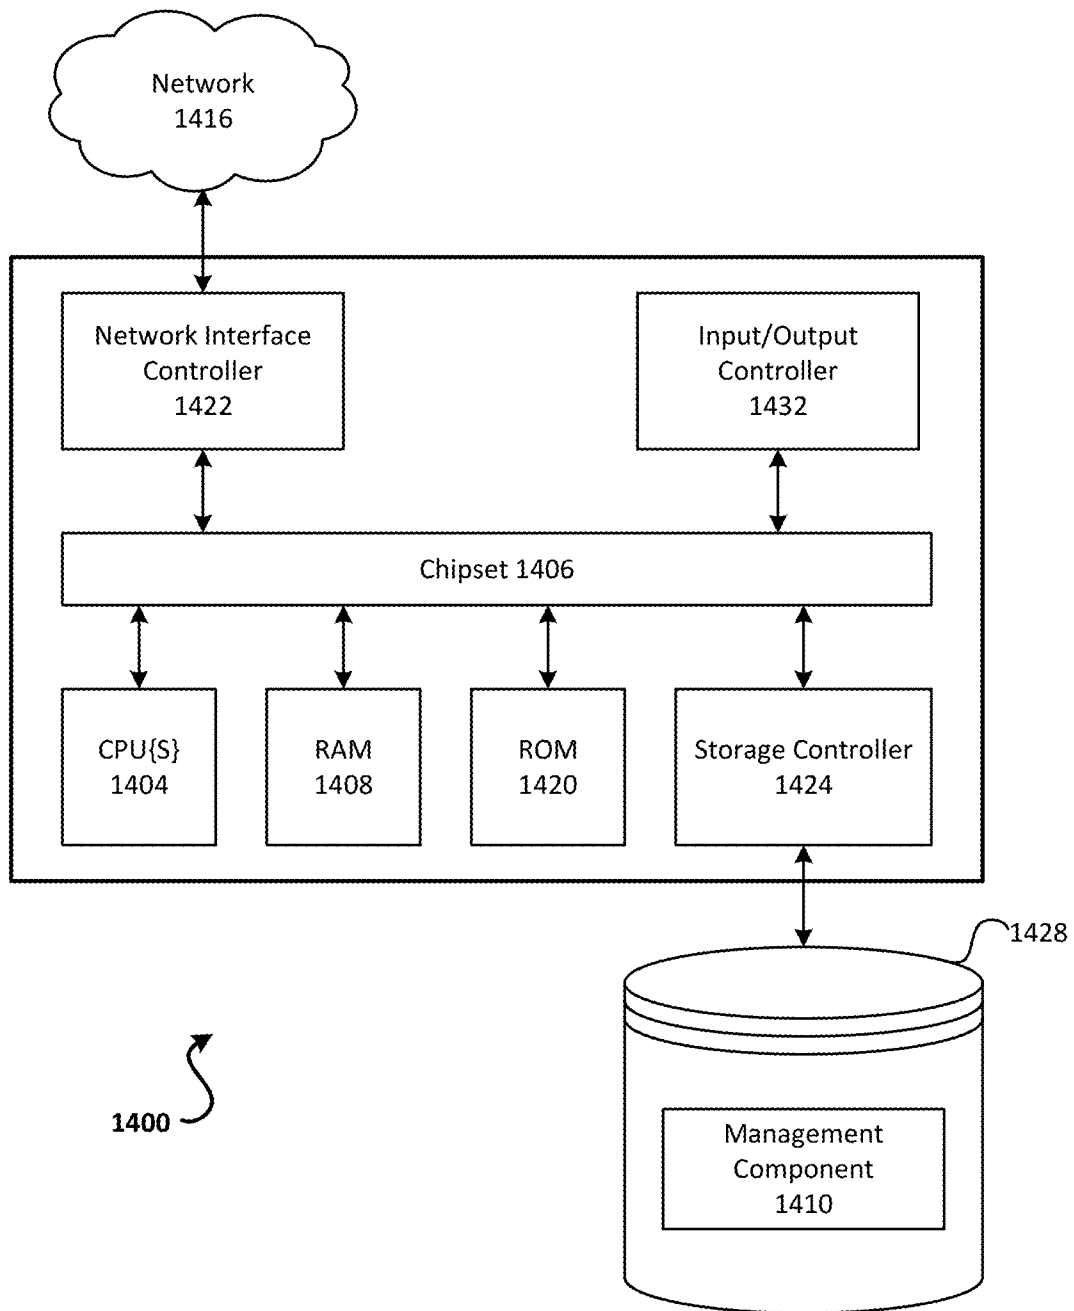 Network
1416
Network Interface
Controller
1422
Input/Output
Controller
1432
Chipset 1406
CPU{S}
1404
RAM
1408
ROM
1420
Storage Controller
1424
1428
1400
Management
Component
1410